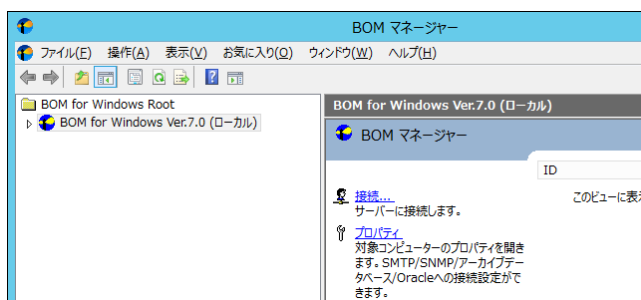 BOM マネージャー
ファイル(F) 操作(A) 表示(V) お気に入り(O) ウィンドウ(W) ヘルプ(H)
BOM for Windows Root
BOM for Windows Ver.7.0 (ローカル)
BOM for Windows Ver.7.0 (ローカル)
BOM マネージャー
ID
接続...
サーバーに接続します。
このビューに表示
プロパティ
対象コンピューターのプロパティを開き
ます。SMTP/SNMP/アーカイブデー
タベース/Oracleへの接続設定がで
きます。